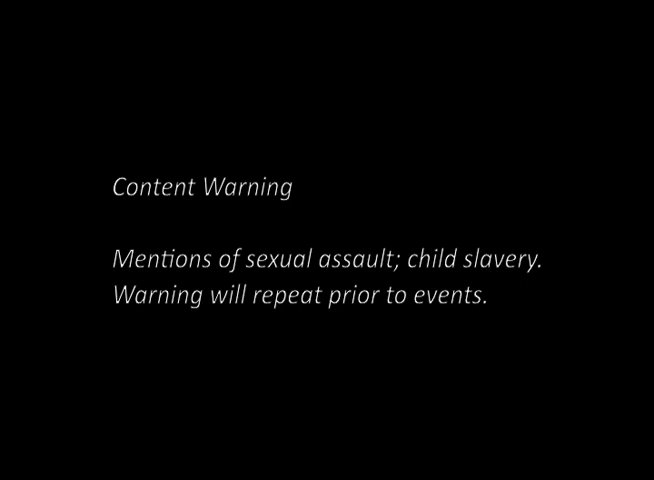 Content Warning
Mentions of sexual assault; child slavery.
Warning will repeat prior to events.